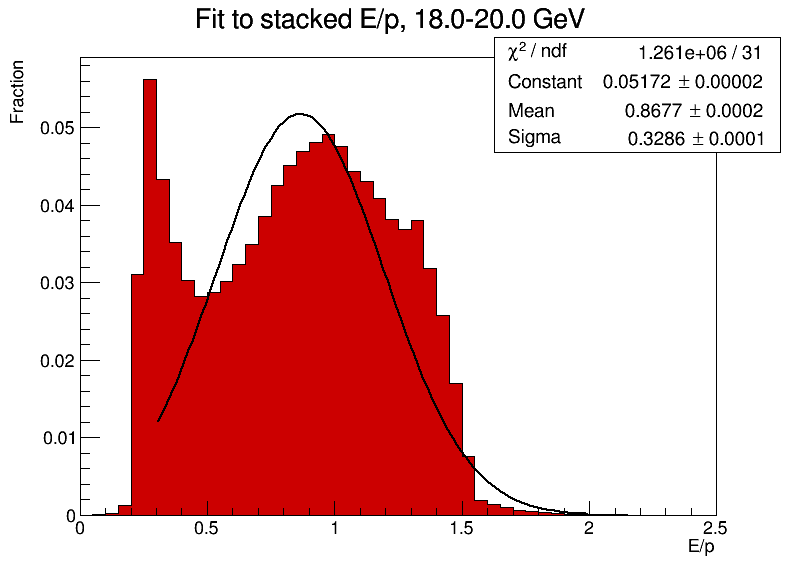 Fit to stacked E/p, 18.0-20.0 GeV
χ² / ndf 1.261e+06 / 31
Constant 0.05172 ± 0.00002
Mean 0.8677 ± 0.0002
Sigma 0.3286 ± 0.0001
Fraction
0.05
0.04
0.03
0.02
0.01
0
0 0.5 1 1.5 2 2.5
E/p